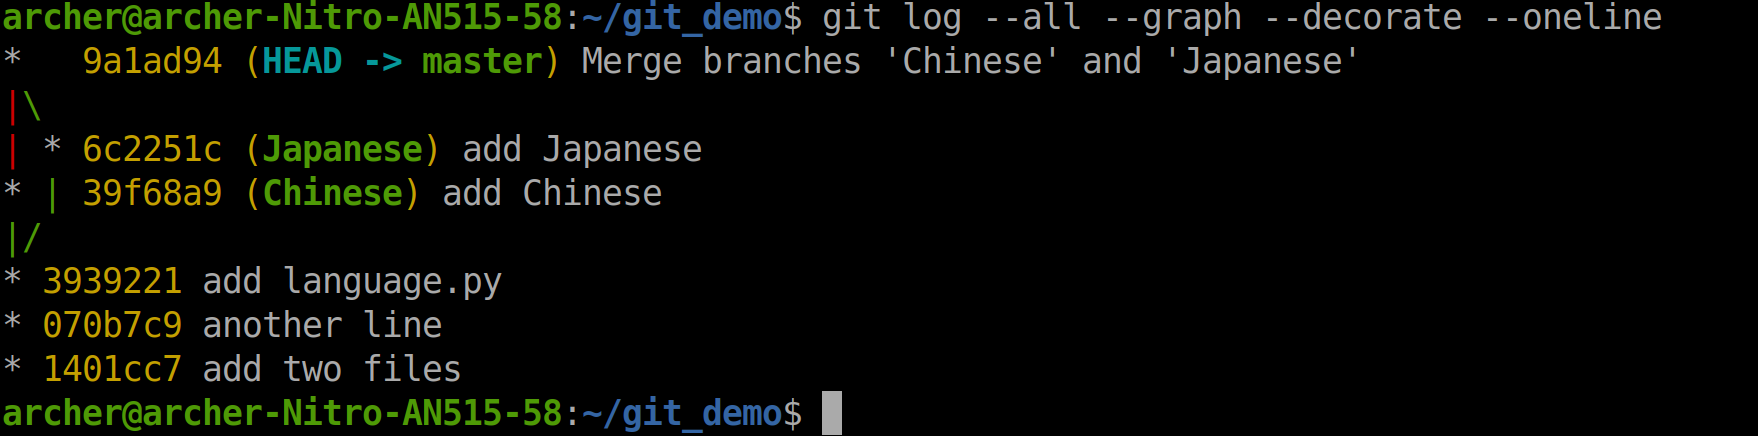 archer@archer-Nitro-AN515-58:~/git_demo$ git log --all --graph --decorate --oneline
*   9a1ad94 (HEAD -> master) Merge branches 'Chinese' and 'Japanese'
|\
| * 6c2251c (Japanese) add Japanese
* | 39f68a9 (Chinese) add Chinese
|/
* 3939221 add language.py
* 070b7c9 another line
* 1401cc7 add two files
archer@archer-Nitro-AN515-58:~/git_demo$